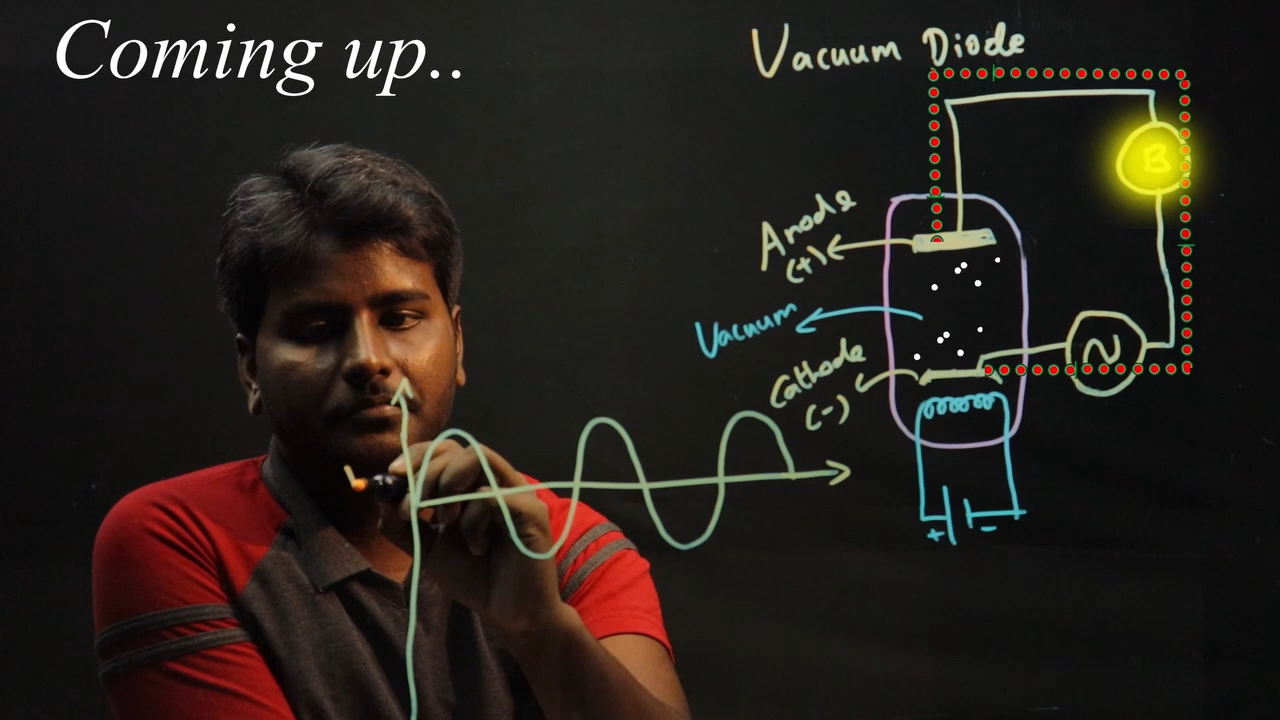 Coming up..
Vacuum Diode
B
Anode
(+)
Vacuum
Cathode
(-)
+ -